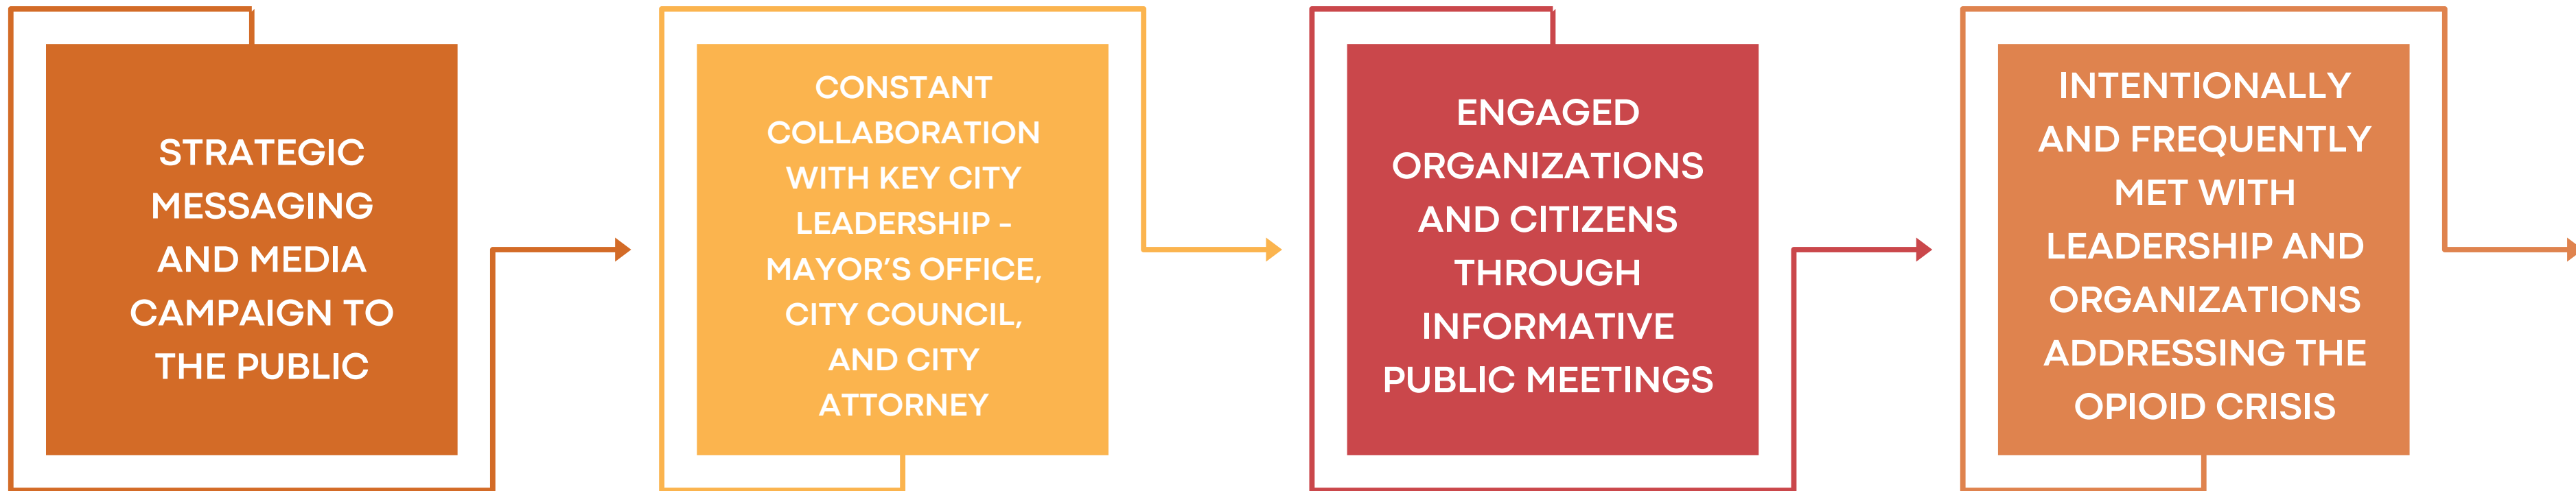 STRATEGIC
MESSAGING
AND MEDIA
CAMPAIGN TO
THE PUBLIC
CONSTANT
COLLABORATION
WITH KEY CITY
LEADERSHIP -
MAYOR'S OFFICE,
CITY COUNCIL,
AND CITY
ATTORNEY
ENGAGED
ORGANIZATIONS
AND CITIZENS
THROUGH
INFORMATIVE
PUBLIC MEETINGS
INTENTIONALLY
AND FREQUENTLY
MET WITH
LEADERSHIP AND
ORGANIZATIONS
ADDRESSING THE
OPIOID CRISIS